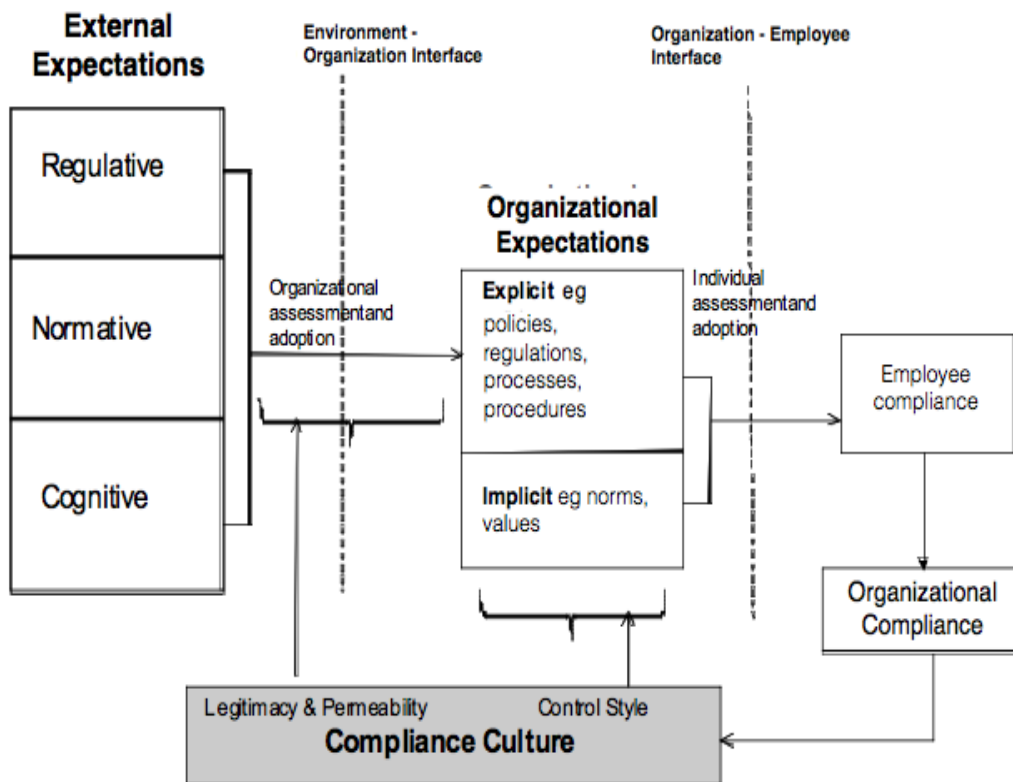 External
Expectations
Environment -
Organization Interface
Organization - Employee
Interface
Regulative
Normative
Cognitive
Organizational
assessmentand
adoption
Organizational
Expectations
Explicit eg
policies,
regulations,
processes,
procedures
Implicit eg norms,
values
Individual
assessmentand
adoption
Employee
compliance
Organizational
Compliance
Legitimacy & Permeability
Control Style
Compliance Culture